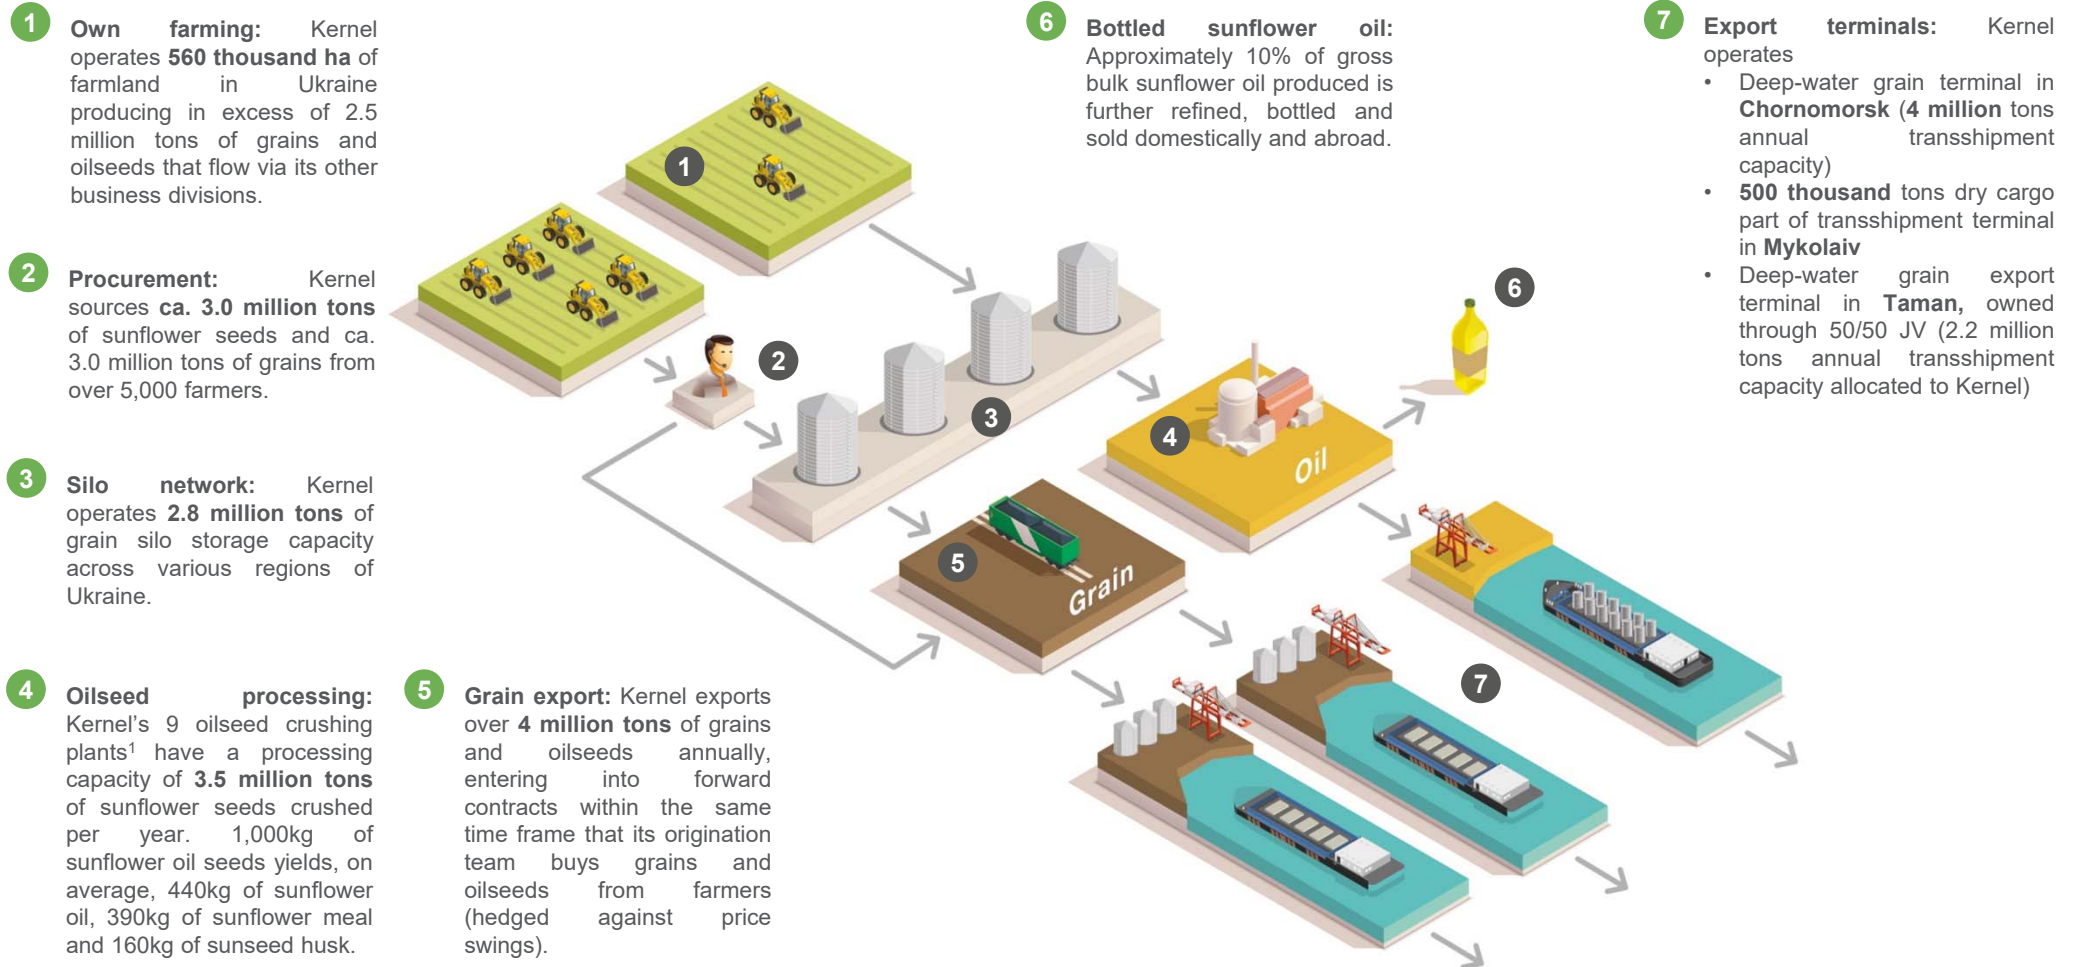 1
Own farming: Kernel
operates 560 thousand ha of
farmland in Ukraine
producing in excess of 2.5
million tons of grains and
oilseeds that flow via its other
business divisions.
2
Procurement: Kernel
sources ca. 3.0 million tons
of sunflower seeds and ca.
3.0 million tons of grains from
over 5,000 farmers.
3
Silo network: Kernel
operates 2.8 million tons of
grain silo storage capacity
across various regions of
Ukraine.
4
Oilseed processing:
Kernel’s 9 oilseed crushing
plants¹ have a processing
capacity of 3.5 million tons
of sunflower seeds crushed
per year. 1,000kg of
sunflower oil seeds yields, on
average, 440kg of sunflower
oil, 390kg of sunflower meal
and 160kg of sunseed husk.
5
Grain export: Kernel exports
over 4 million tons of grains
and oilseeds annually,
entering into forward
contracts within the same
time frame that its origination
team buys grains and
oilseeds from farmers
(hedged against price
swings).
6
Bottled sunflower oil:
Approximately 10% of gross
bulk sunflower oil produced is
further refined, bottled and
sold domestically and abroad.
7
Export terminals: Kernel
operates
• Deep-water grain terminal in
Chornomorsk (4 million tons
annual transshipment
capacity)
• 500 thousand tons dry cargo
part of transshipment terminal
in Mykolaiv
• Deep-water grain export
terminal in Taman, owned
through 50/50 JV (2.2 million
tons annual transshipment
capacity allocated to Kernel)
1
2
3
4
Oil
5
Grain
6
7